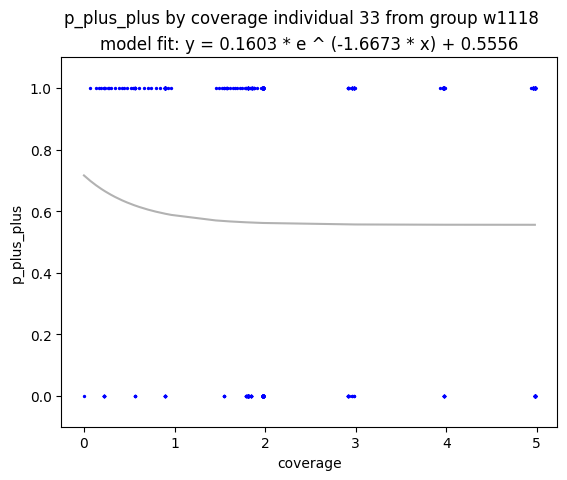 p_plus_plus by coverage individual 33 from group w1118
model fit: y = 0.1603 * e ^ (-1.6673 * x) + 0.5556
1.0
0.8
0.6
0.4
0.2
0.0
p_plus_plus
0 1 2 3 4 5
coverage